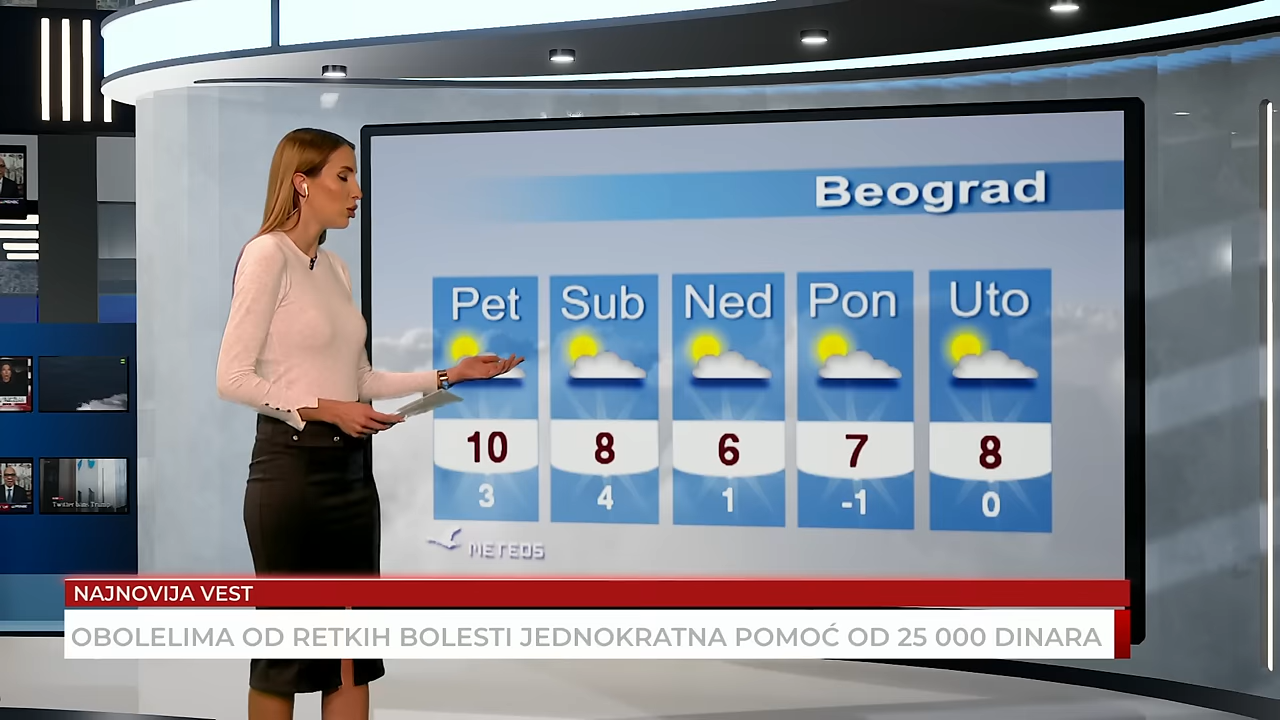 Beograd
Pet Sub Ned Pon Uto
10 8 6 7 8
3 4 1 -1 0
METEOS
NAJNOVIJA VEST
OBOLELIMA OD RETKIH BOLESTI JEDNOKRATNA POMOĆ OD 25 000 DINARA